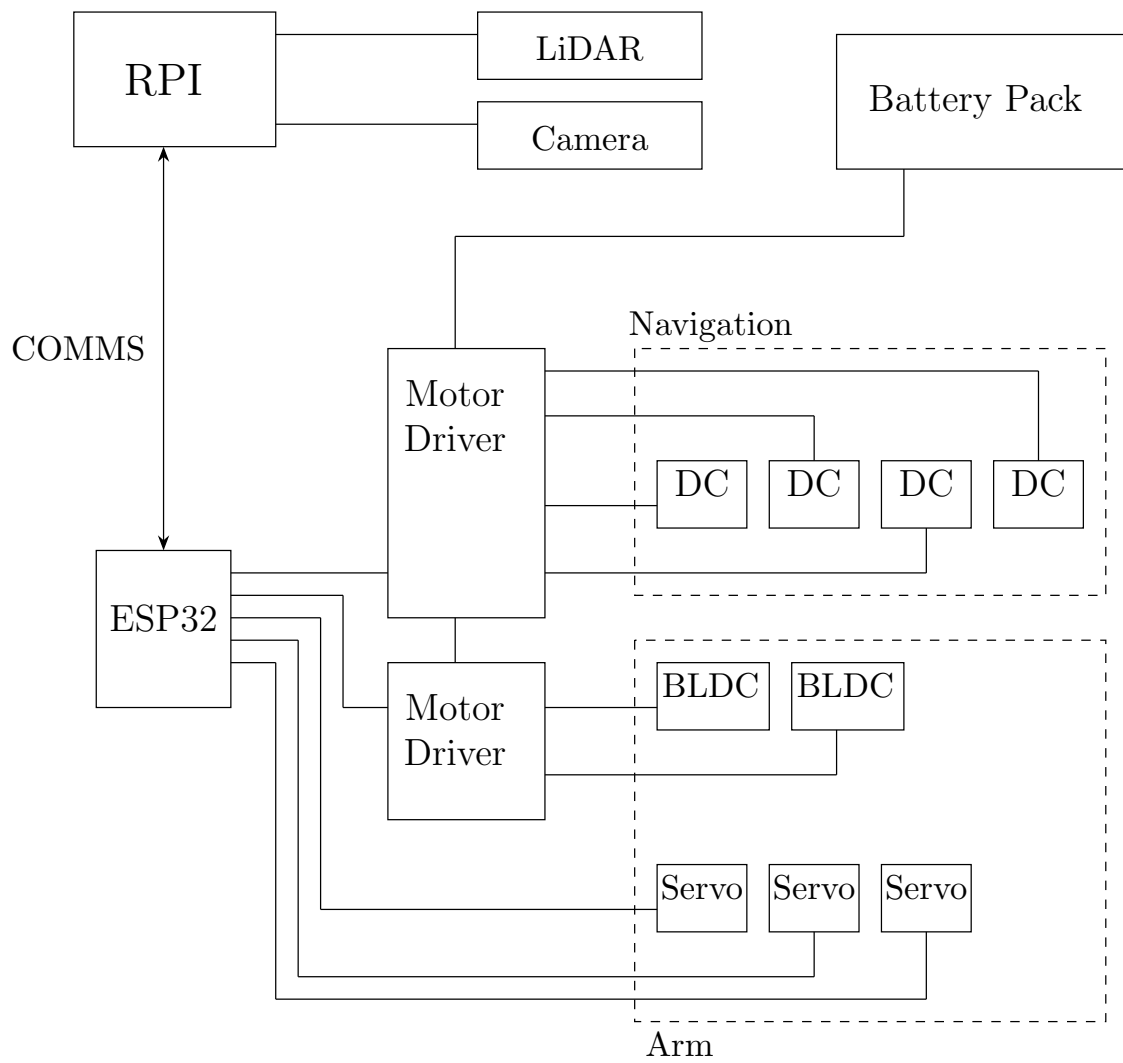 RPI
LiDAR
Camera
Battery Pack
COMMS
Navigation
Motor
Driver
DC
DC
DC
DC
ESP32
Motor
Driver
BLDC
BLDC
Servo
Servo
Servo
Arm